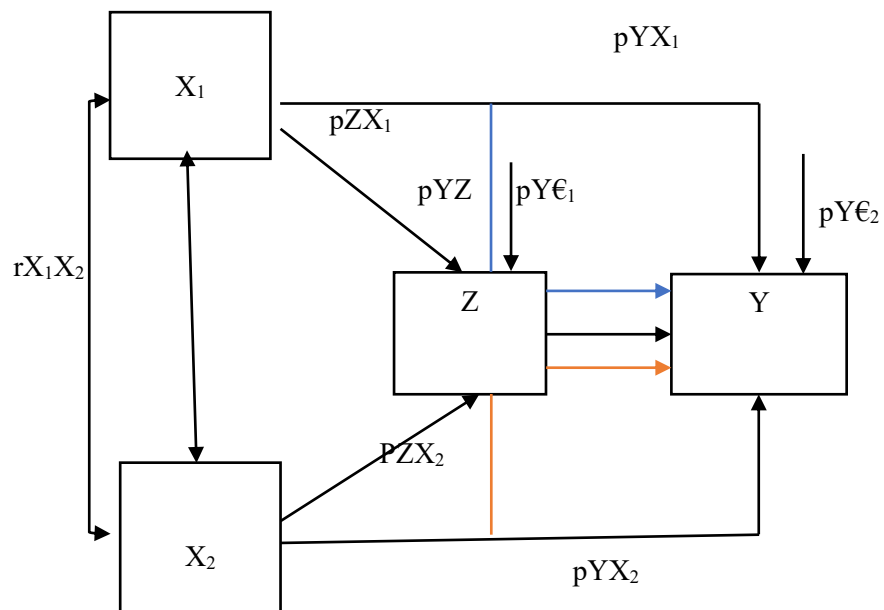 pYX₁
X₁
pZX₁
pYZ
pY€₁
pY€₂
rX₁X₂
Z
Y
PZX₂
X₂
pYX₂